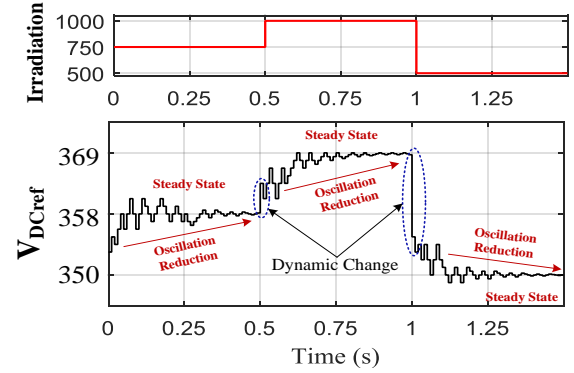 Irradiation
1000
750
500
0 0.25 0.5 0.75 1 1.25
V_DCref
369
358
350
Steady State
Steady State
Oscillation
Reduction
Oscillation
Reduction
Oscillation
Reduction
Dynamic Change
Steady State
0 0.25 0.5 0.75 1 1.25
Time (s)